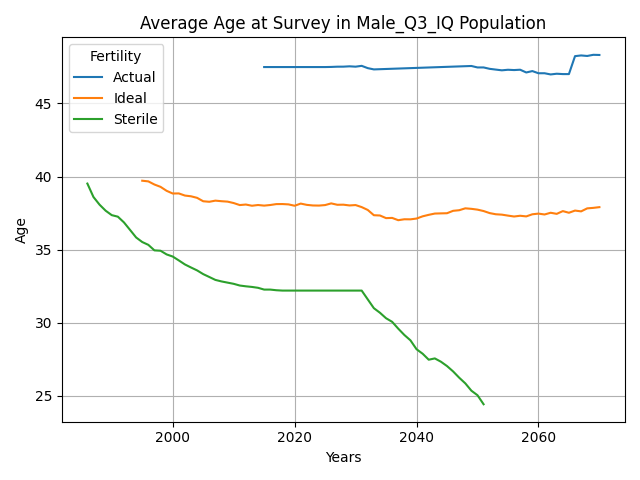 Average Age at Survey in Male_Q3_IQ Population
Fertility
Actual
Ideal
Sterile
Age
45
40
35
30
25
2000
2020
2040
2060
Years